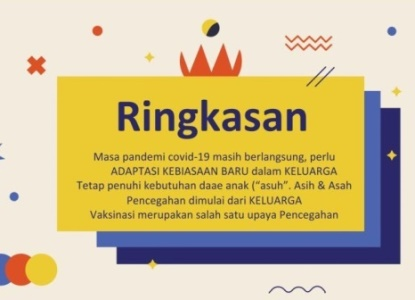 Ringkasan
Masa pandemi covid-19 masih berlangsung, perlu
ADAPTASI KEBIASAAN BARU dalam KELUARGA
Tetap penuhi kebutuhan daae anak ("asuh". Asih & Asah
Pencegahan dimulai dari KELUARGA
Vaksinasi merupakan salah satu upaya Pencegahan